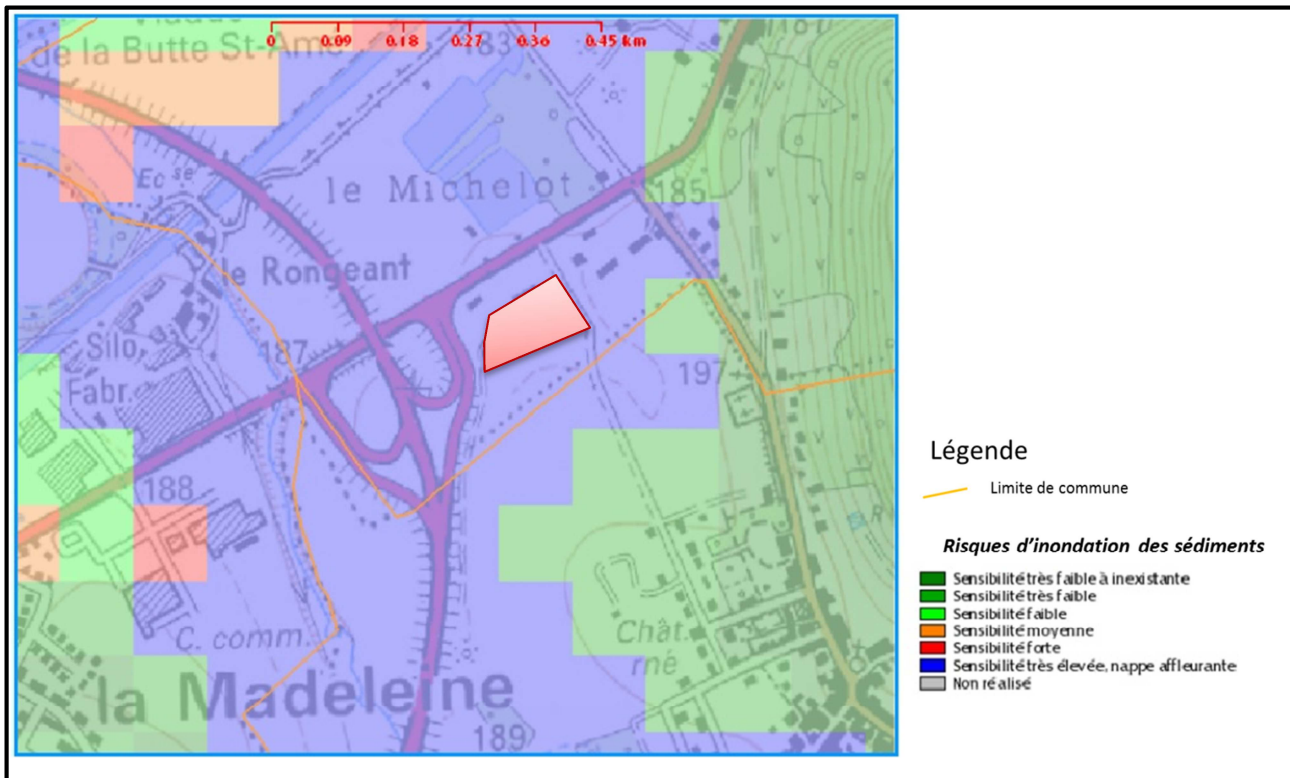 de la Butte St-Ame
183
0 0.09 0.18 0.27 0.36 0.45 km
le Michelot
185
le Rongeant
187
Silo
Fabr.
197
188
C. comm.
Chât.
la Madeleine
189
Légende
Limite de commune
Risques d'inondation des sédiments
Sensibilité très faible à inexistante
Sensibilité très faible
Sensibilité faible
Sensibilité moyenne
Sensibilité forte
Sensibilité très élevée, nappe affleurante
Non réalisé